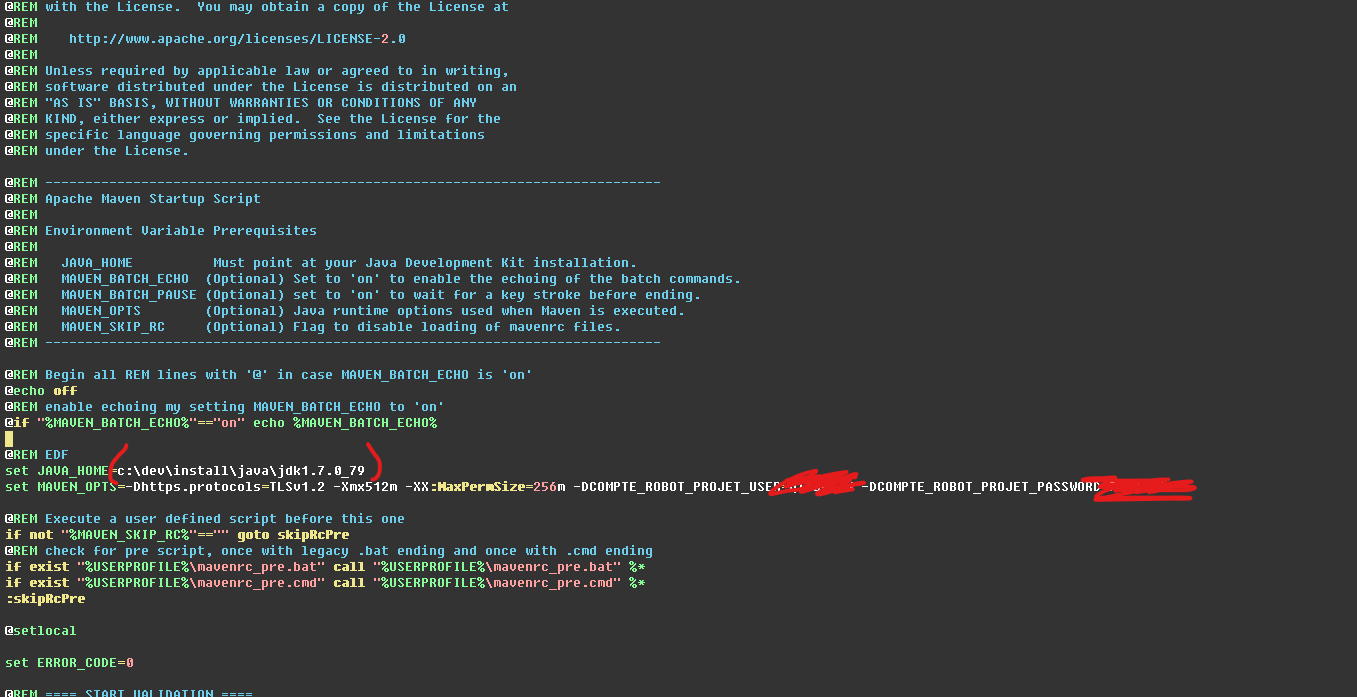 @REM with the License.  You may obtain a copy of the License at
@REM
@REM    http://www.apache.org/licenses/LICENSE-2.0
@REM
@REM Unless required by applicable law or agreed to in writing,
@REM software distributed under the License is distributed on an
@REM "AS IS" BASIS, WITHOUT WARRANTIES OR CONDITIONS OF ANY
@REM KIND, either express or implied.  See the License for the
@REM specific language governing permissions and limitations
@REM under the License.
@REM -----------------------------------------------------------------------------
@REM Apache Maven Startup Script
@REM
@REM Environment Variable Prerequisites
@REM
@REM   JAVA_HOME          Must point at your Java Development Kit installation.
@REM   MAVEN_BATCH_ECHO  (Optional) Set to 'on' to enable the echoing of the batch commands.
@REM   MAVEN_BATCH_PAUSE (Optional) set to 'on' to wait for a key stroke before ending.
@REM   MAVEN_OPTS        (Optional) Java runtime options used when Maven is executed.
@REM   MAVEN_SKIP_RC     (Optional) Flag to disable loading of mavenrc files.
@REM -----------------------------------------------------------------------------
@REM Begin all REM lines with '@' in case MAVEN_BATCH_ECHO is 'on'
@echo off
@REM enable echoing my setting MAVEN_BATCH_ECHO to 'on'
@if "%MAVEN_BATCH_ECHO%"=="on" echo %MAVEN_BATCH_ECHO%
@REM EDF
set JAVA_HOME=c:\dev\install\java\jdk1.7.0_79
set MAVEN_OPTS=-Dhttps.protocols=TLSv1.2 -Xmx512m -XX:MaxPermSize=256m -DCOMPTE_ROBOT_PROJET_USER -DCOMPTE_ROBOT_PROJET_PASSWORD
@REM Execute a user defined script before this one
if not "%MAVEN_SKIP_RC%"=="" goto skipRcPre
@REM check for pre script, once with legacy .bat ending and once with .cmd ending
if exist "%USERPROFILE%\mavenrc_pre.bat" call "%USERPROFILE%\mavenrc_pre.bat" %*
if exist "%USERPROFILE%\mavenrc_pre.cmd" call "%USERPROFILE%\mavenrc_pre.cmd" %*
:skipRcPre
@setlocal
set ERROR_CODE=0
@REM ==== START VALIDATION ====